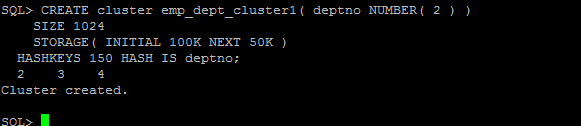 SQL> CREATE cluster emp_dept_cluster1( deptno NUMBER( 2 ) )
SIZE 1024
STORAGE( INITIAL 100K NEXT 50K )
HASHKEYS 150 HASH IS deptno;
2 3 4
Cluster created.
SQL>